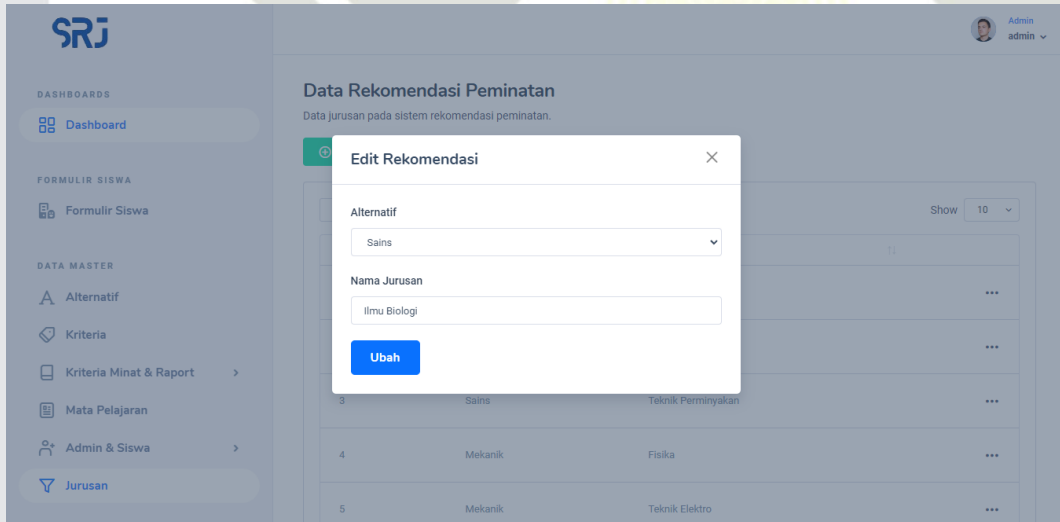 SRJ
Admin
admin
DASHBOARDS
Dashboard
FORMULIR SISWA
Formulir Siswa
DATA MASTER
Alternatif
Kriteria
Kriteria Minat & Raport
Mata Pelajaran
Admin & Siswa
Jurusan
Data Rekomendasi Peminatan
Data jurusan pada sistem rekomendasi peminatan.
Edit Rekomendasi
Alternatif
Sains
Nama Jurusan
Ilmu Biologi
Ubah
Show 10
3 Sains Teknik Perminyakan
4 Mekanik Fisika
5 Mekanik Teknik Elektro